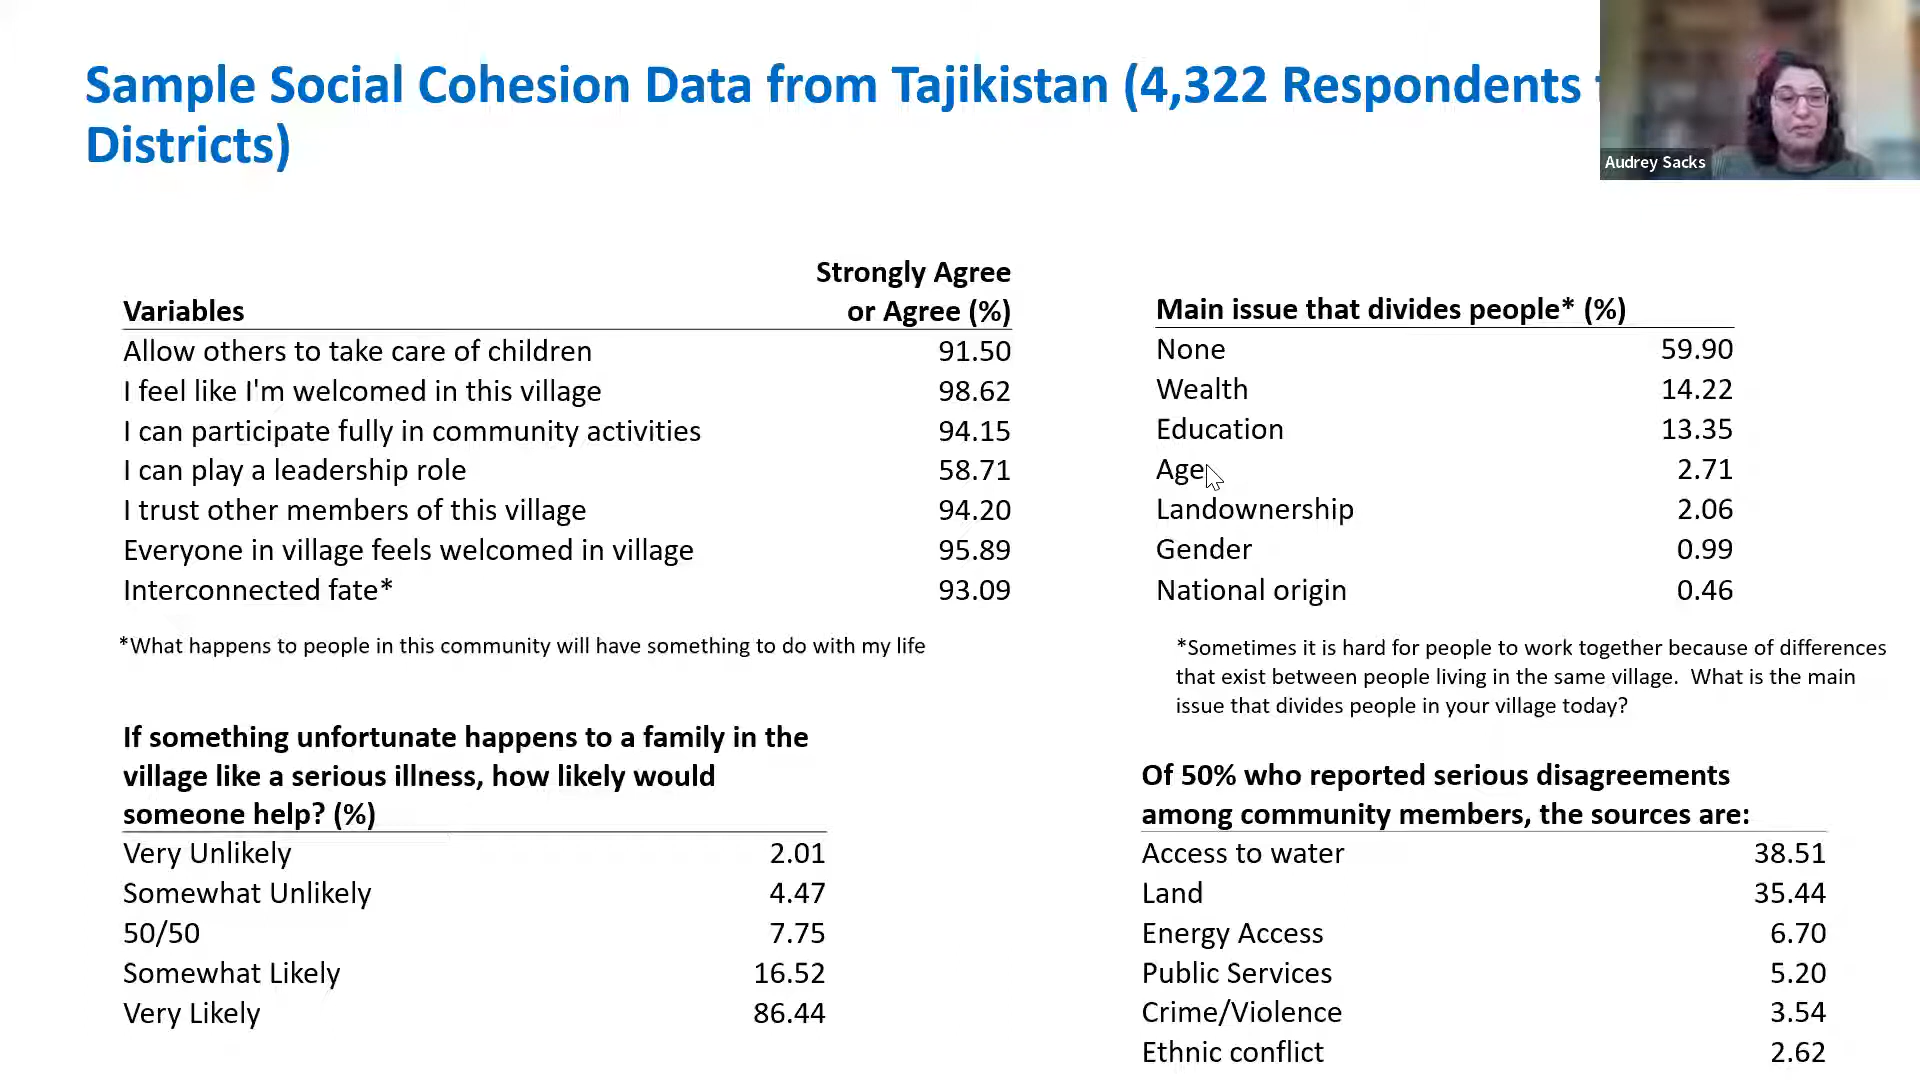 Sample Social Cohesion Data from Tajikistan (4,322 Respondents
Districts)
Audrey Sacks
Variables Strongly Agree or Agree (%)
Allow others to take care of children 91.50
I feel like I'm welcomed in this village 98.62
I can participate fully in community activities 94.15
I can play a leadership role 58.71
I trust other members of this village 94.20
Everyone in village feels welcomed in village 95.89
Interconnected fate* 93.09
*What happens to people in this community will have something to do with my life
If something unfortunate happens to a family in the
village like a serious illness, how likely would
someone help? (%)
Very Unlikely 2.01
Somewhat Unlikely 4.47
50/50 7.75
Somewhat Likely 16.52
Very Likely 86.44
Main issue that divides people* (%)
None 59.90
Wealth 14.22
Education 13.35
Age 2.71
Landownership 2.06
Gender 0.99
National origin 0.46
*Sometimes it is hard for people to work together because of differences
that exist between people living in the same village. What is the main
issue that divides people in your village today?
Of 50% who reported serious disagreements
among community members, the sources are:
Access to water 38.51
Land 35.44
Energy Access 6.70
Public Services 5.20
Crime/Violence 3.54
Ethnic conflict 2.62